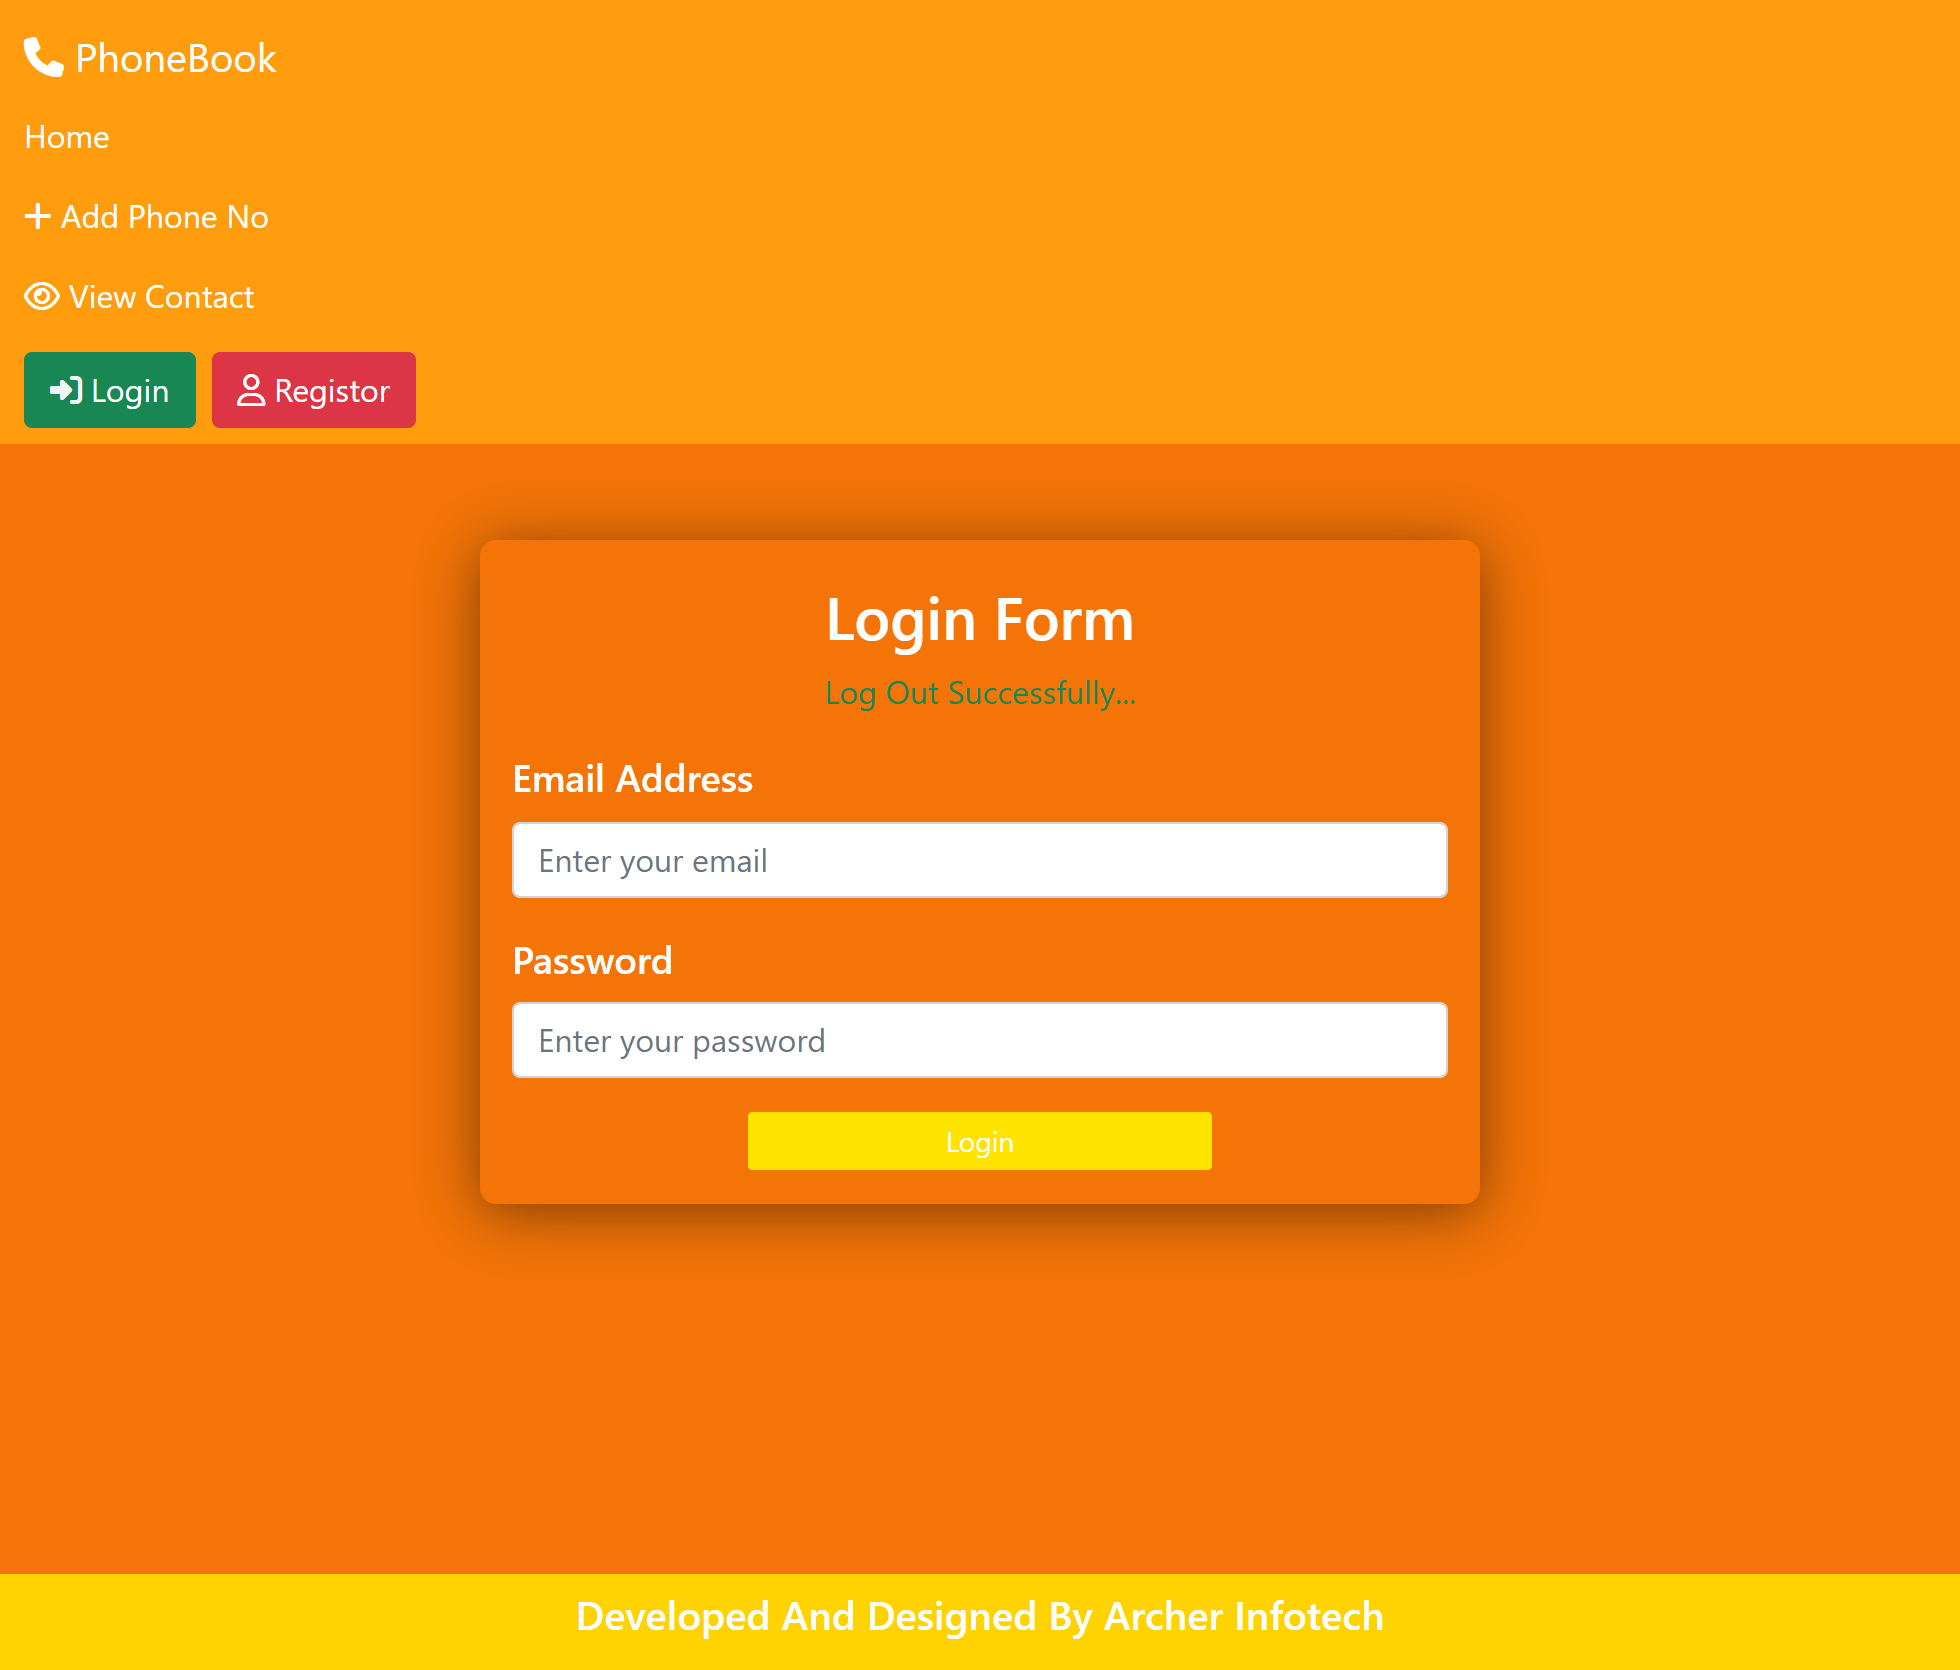 PhoneBook
Home
Add Phone No
View Contact
Login Registor
Login Form
Log Out Successfully...
Email Address
Enter your email
Password
Enter your password
Login
Developed And Designed By Archer Infotech